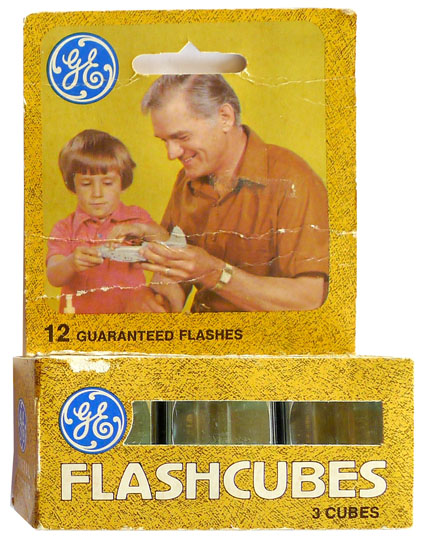 GE
12 GUARANTEED FLASHES
GE
FLASHCUBES
3 CUBES